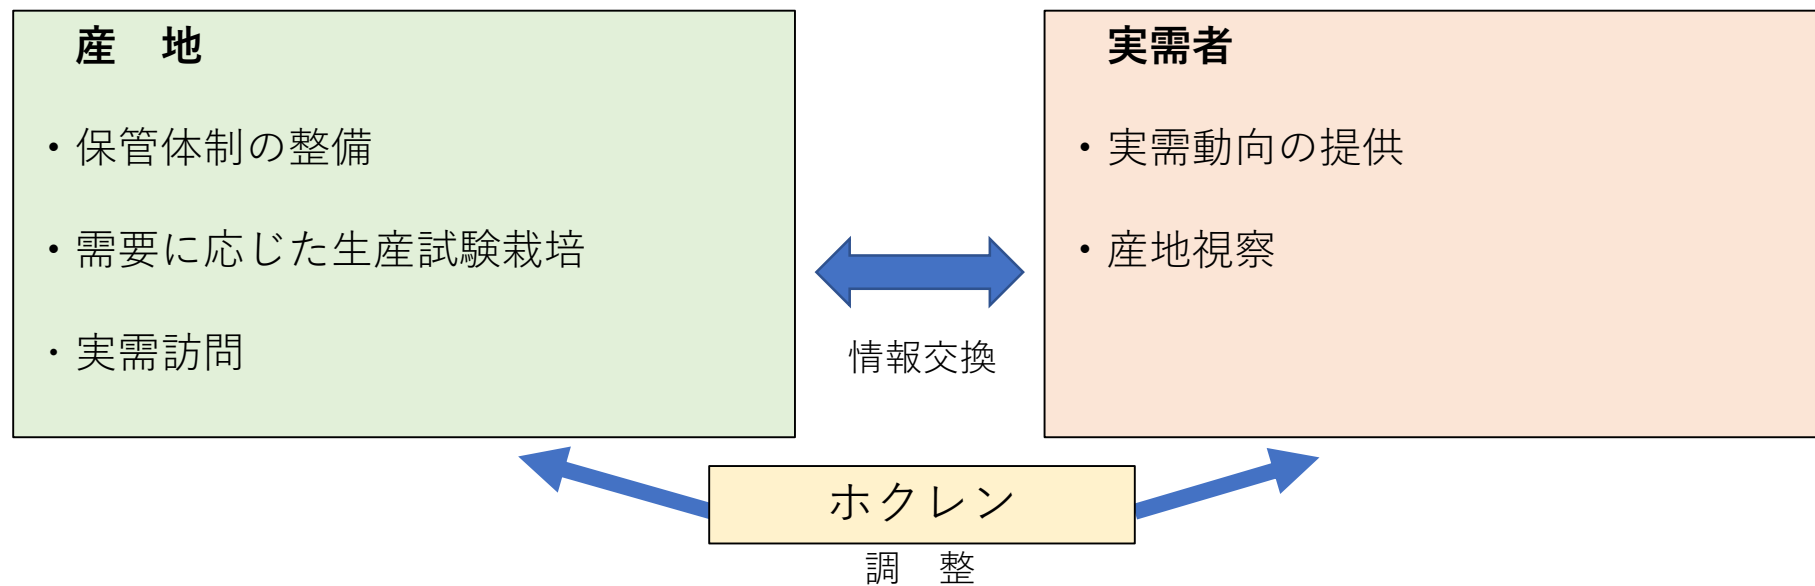 産　地
・保管体制の整備
・需要に応じた生産試験栽培
・実需訪問
実需者
・実需動向の提供
・産地視察
情報交換
ホクレン
調　整